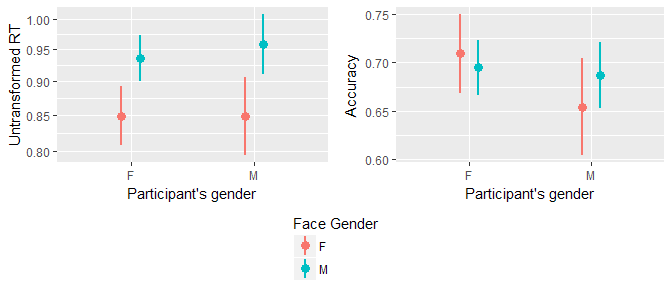 Untransformed RT
1.00
0.95
0.90
0.85
0.80
F
M
Participant's gender
Accuracy
0.75
0.70
0.65
0.60
F
M
Participant's gender
Face Gender
F
M